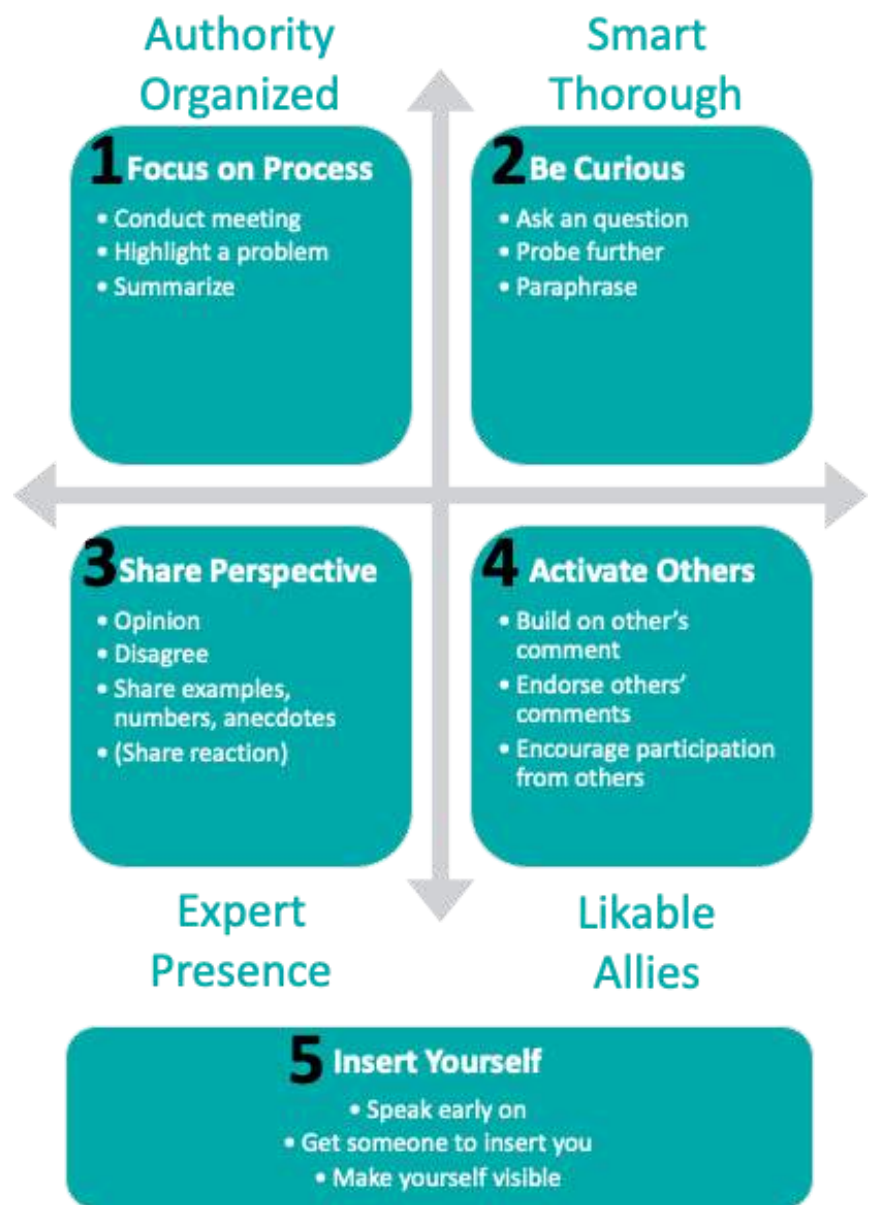 Authority
Organized
Smart
Thorough
1 Focus on Process
• Conduct meeting
• Highlight a problem
• Summarize
2 Be Curious
• Ask an question
• Probe further
• Paraphrase
3 Share Perspective
• Opinion
• Disagree
• Share examples,
numbers, anecdotes
• (Share reaction)
4 Activate Others
• Build on other's
comment
• Endorse others'
comments
• Encourage participation
from others
Expert
Presence
Likable
Allies
5 Insert Yourself
• Speak early on
• Get someone to insert you
• Make yourself visible